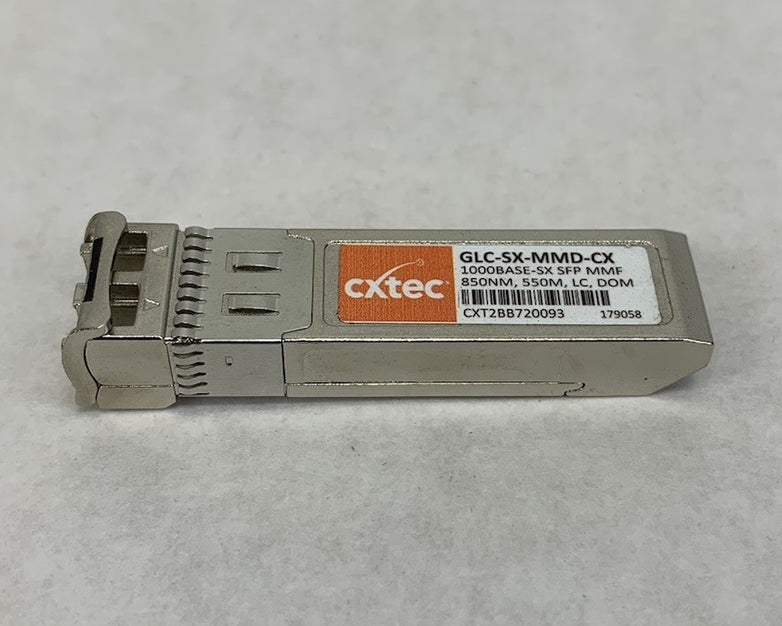 cxtec
GLC-SX-MMD-CX
1000BASE-SX SFP MMF
850NM, 550M, LC, DOM
CXT2BB720093 179058